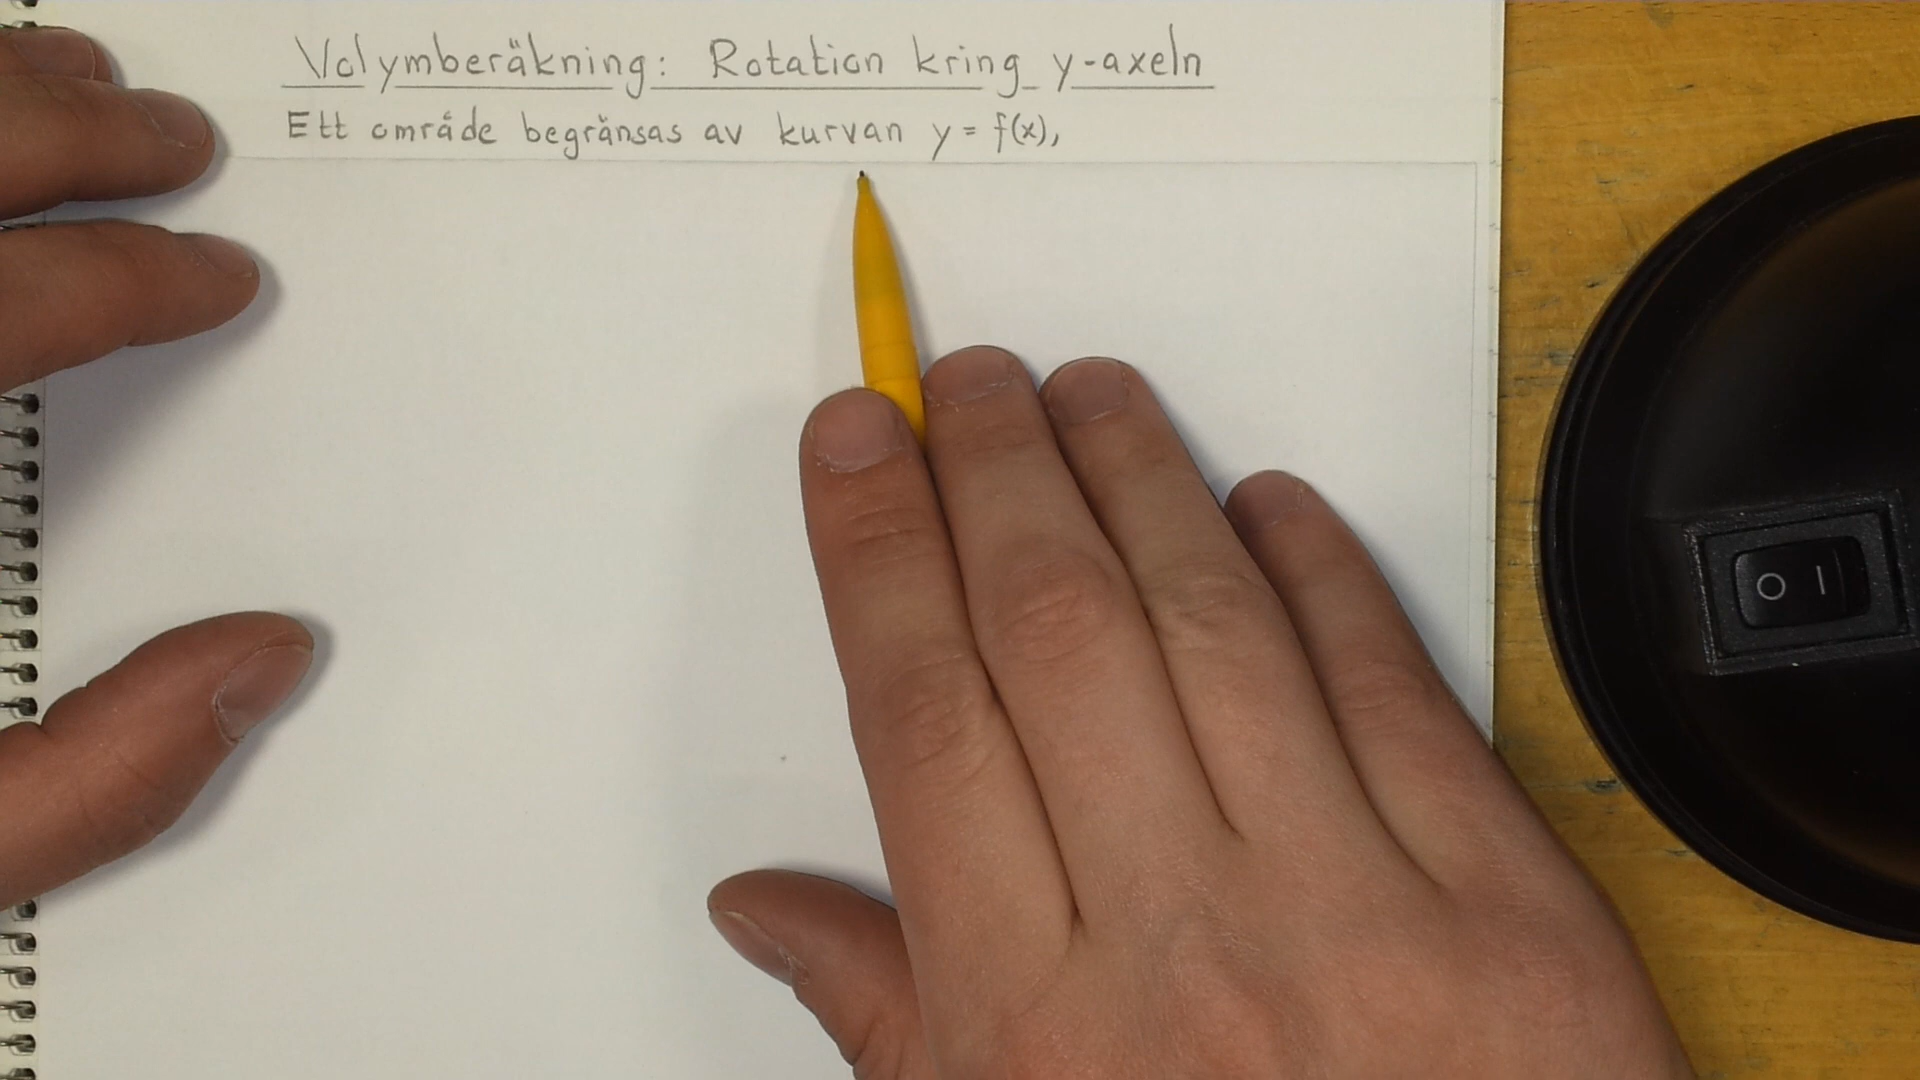 Volymberäkning: Rotation kring y-axeln
Ett område begränsas av kurvan y = f(x),
O I